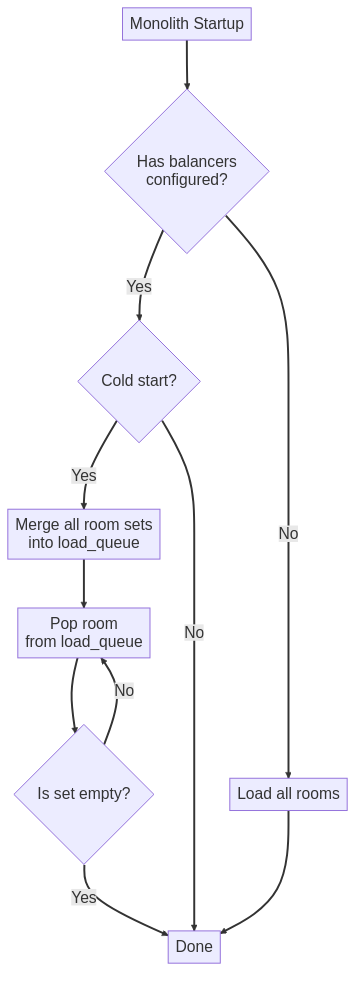 Monolith Startup
Has balancers
configured?
Yes
Cold start?
Yes
Merge all room sets
into load_queue
No
Pop room
from load_queue
No
No
Is set empty?
Load all rooms
Yes
Done